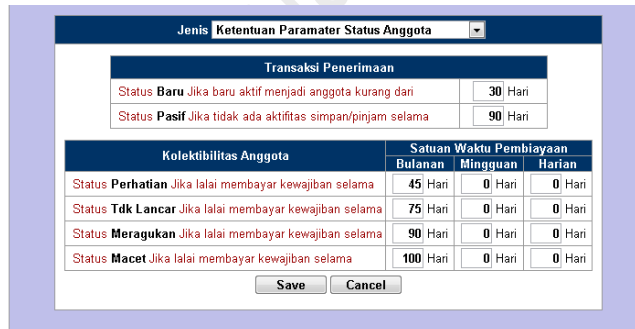 Jenis Ketentuan Paramater Status Anggota
Transaksi Penerimaan
Status Baru Jika baru aktif menjadi anggota kurang dari 30 Hari
Status Pasif Jika tidak ada aktifitas simpan/pinjam selama 90 Hari
Kolektibilitas Anggota Satuan Waktu Pembiayaan
Bulanan Mingguan Harian
Status Perhatian Jika lalai membayar kewajiban selama 45 Hari 0 Hari 0 Hari
Status Tdk Lancar Jika lalai membayar kewajiban selama 75 Hari 0 Hari 0 Hari
Status Meragukan Jika lalai membayar kewajiban selama 90 Hari 0 Hari 0 Hari
Status Macet Jika lalai membayar kewajiban selama 100 Hari 0 Hari 0 Hari
Save Cancel